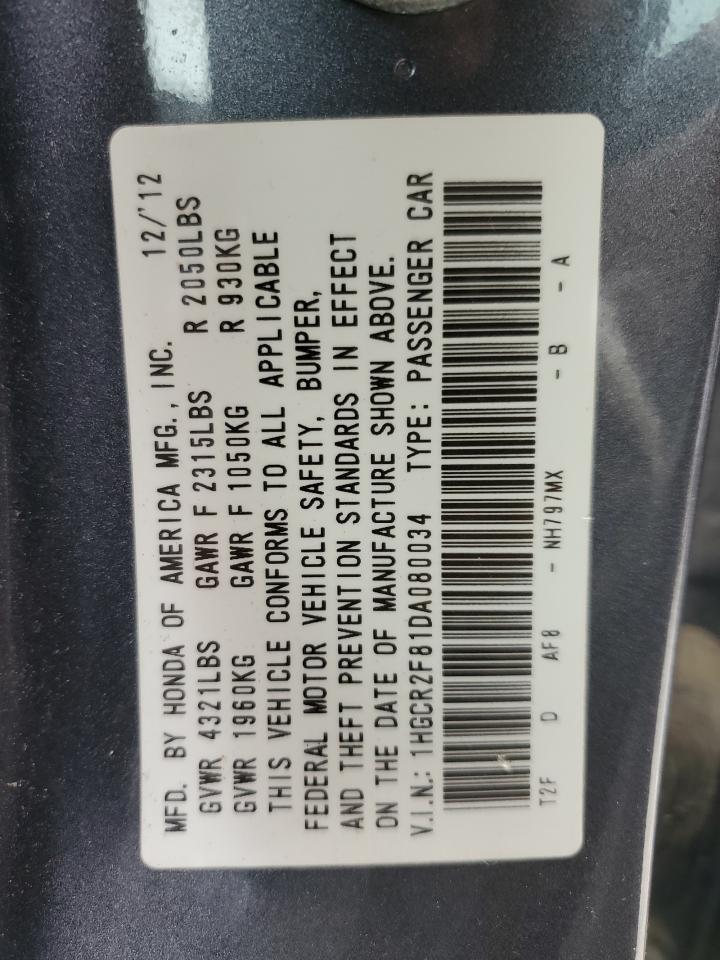 MFD. BY HONDA OF AMERICA MFG., INC. 12/'12
GVWR 4321LBS GAWR F 2315LBS R 2050LBS
GVWR 1960KG GAWR F 1050KG R 930KG
THIS VEHICLE CONFORMS TO ALL APPLICABLE
FEDERAL MOTOR VEHICLE SAFETY, BUMPER,
AND THEFT PREVENTION STANDARDS IN EFFECT
ON THE DATE OF MANUFACTURE SHOWN ABOVE.
V.I.N.: 1HGCR2F81DA080034 TYPE: PASSENGER CAR
T2F D AF8 - NH797MX - B - A